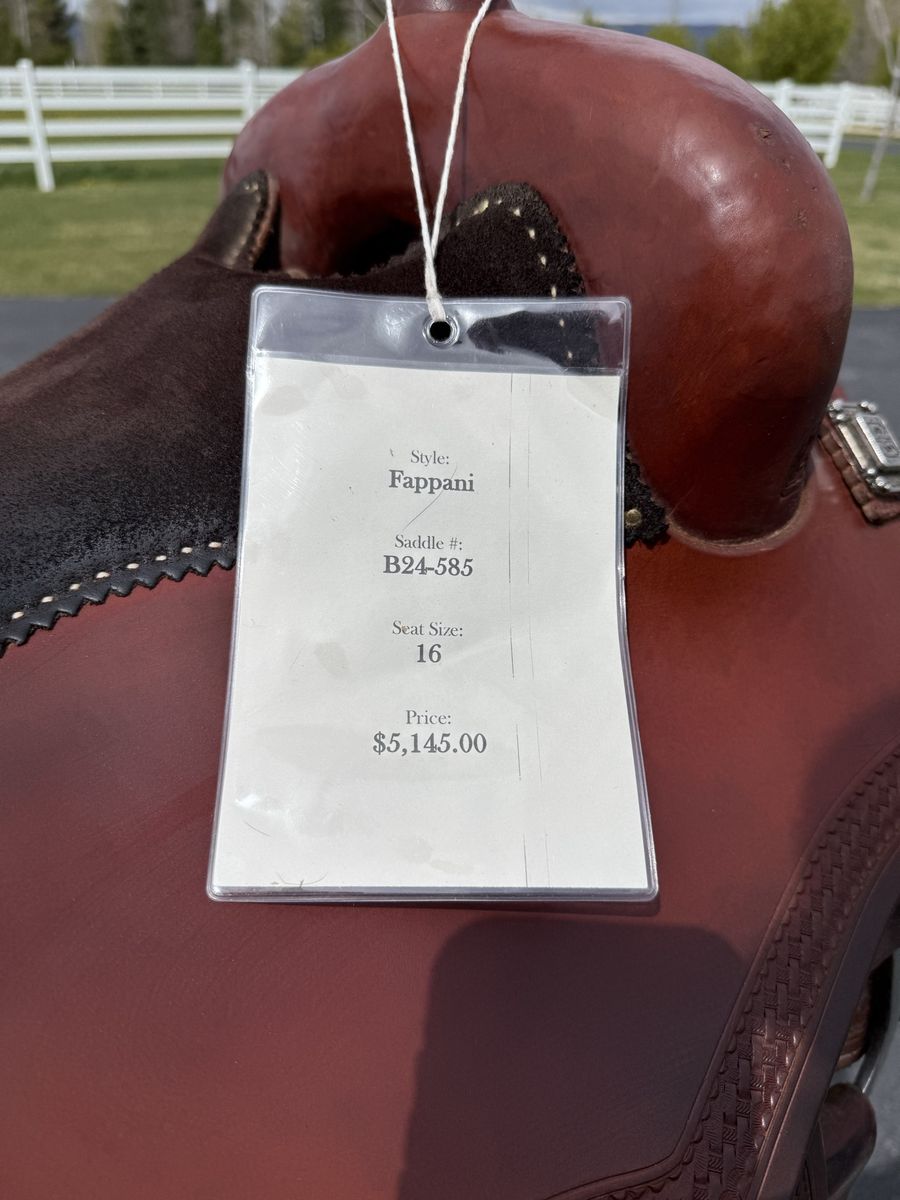 Style:
Fappani
Saddle #:
B24-585
Seat Size:
16
Price:
$5,145.00